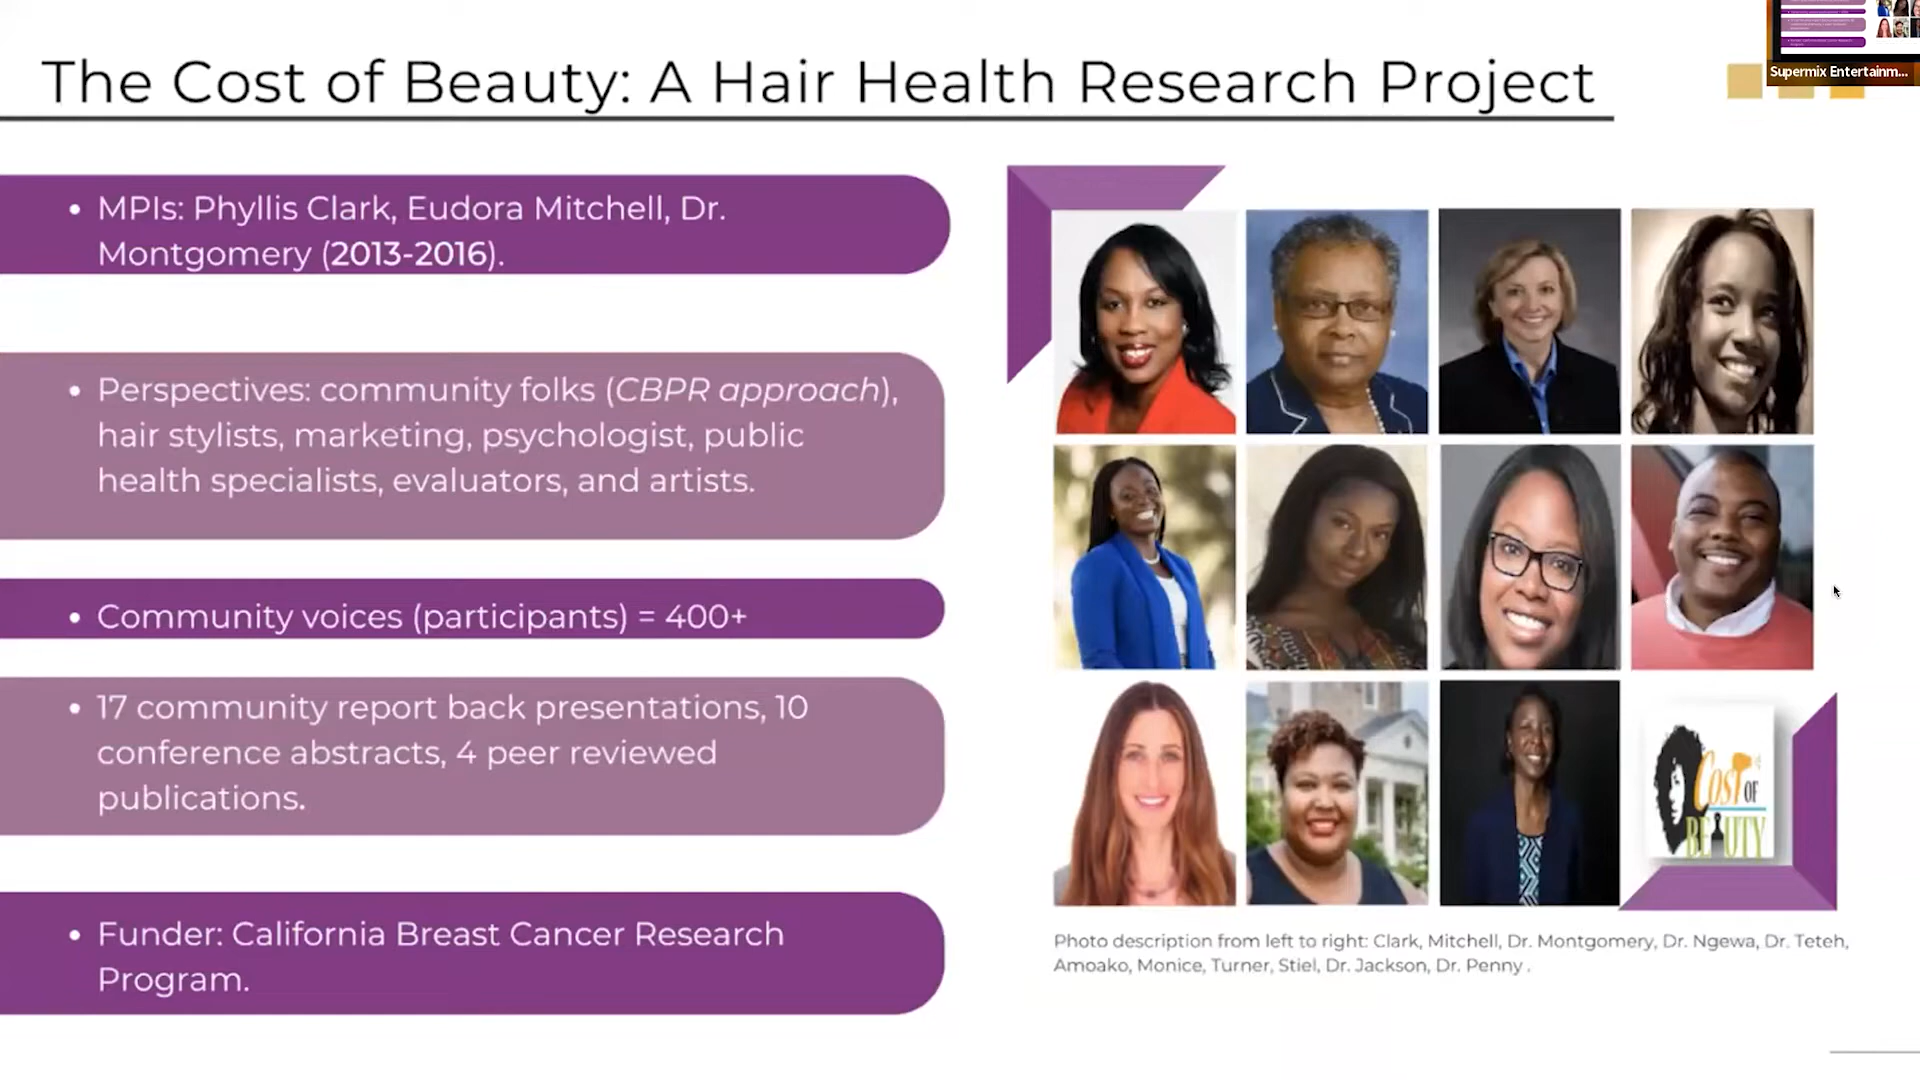 Supermix Entertainm...
The Cost of Beauty: A Hair Health Research Project
• MPIs: Phyllis Clark, Eudora Mitchell, Dr.
Montgomery (2013-2016).
• Perspectives: community folks (CBPR approach),
hair stylists, marketing, psychologist, public
health specialists, evaluators, and artists.
• Community voices (participants) = 400+
• 17 community report back presentations, 10
conference abstracts, 4 peer reviewed
publications.
• Funder: California Breast Cancer Research
Program.
COST OF
BEAUTY
Photo description from left to right: Clark, Mitchell, Dr. Montgomery, Dr. Ngewa, Dr. Teteh,
Amoako, Monice, Turner, Stiel, Dr. Jackson, Dr. Penny .